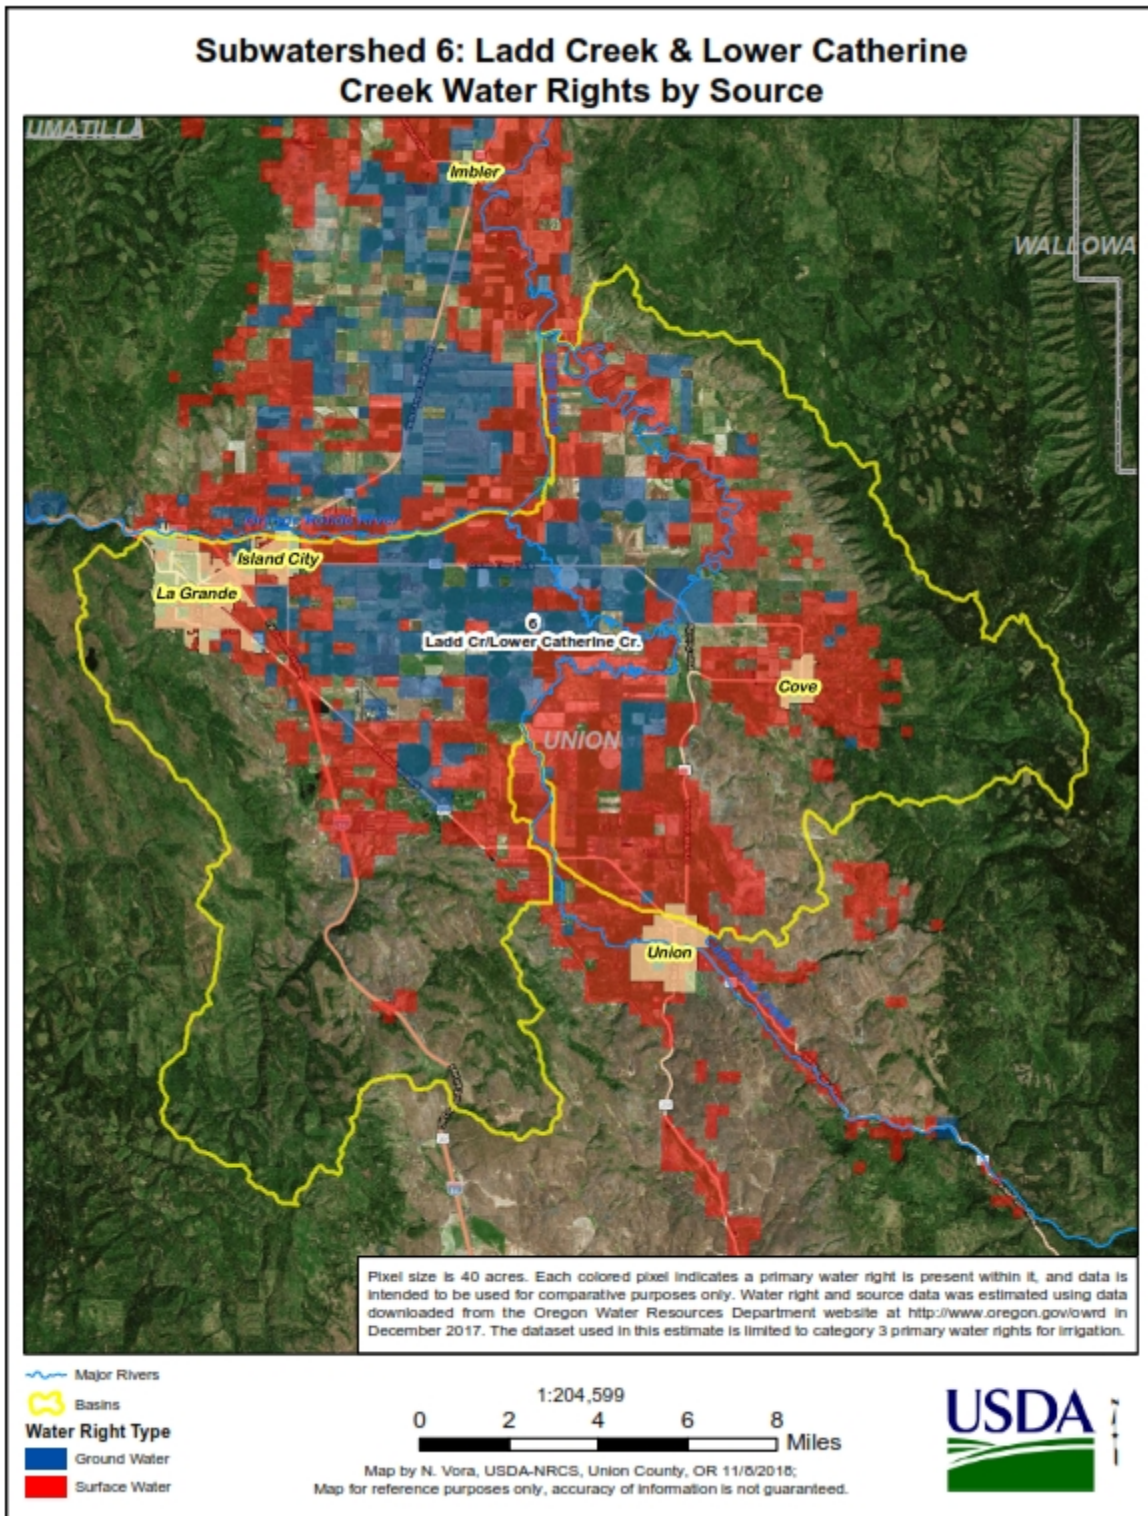 Subwatershed 6: Ladd Creek & Lower Catherine
Creek Water Rights by Source
UMATILLA
Imbler
WALLOWA
Island City
La Grande
6
Ladd Cr/Lower Catherine Cr.
Cove
UNION
Union
Pixel size is 40 acres. Each colored pixel indicates a primary water right is present within it, and data is
intended to be used for comparative purposes only. Water right and source data was estimated using data
downloaded from the Oregon Water Resources Department website at http://www.oregon.gov/owrd in
December 2017. The dataset used in this estimate is limited to category 3 primary water rights for irrigation.
Major Rivers
Basins
Water Right Type
Ground Water
Surface Water
1:204,599
0 2 4 6 8
Miles
Map by N. Vora, USDA-NRCS, Union County, OR 11/8/2018;
Map for reference purposes only, accuracy of information is not guaranteed.
USDA